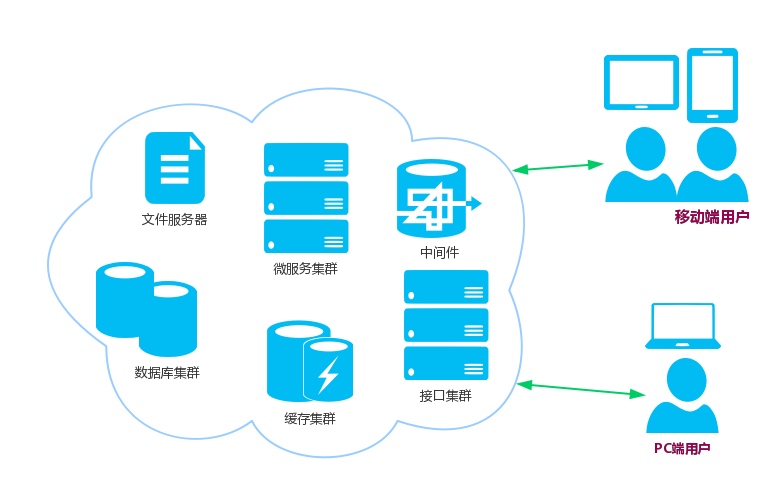 移动端用户
文件服务器
微服务集群
中间件
数据库集群
缓存集群
接口集群
PC端用户